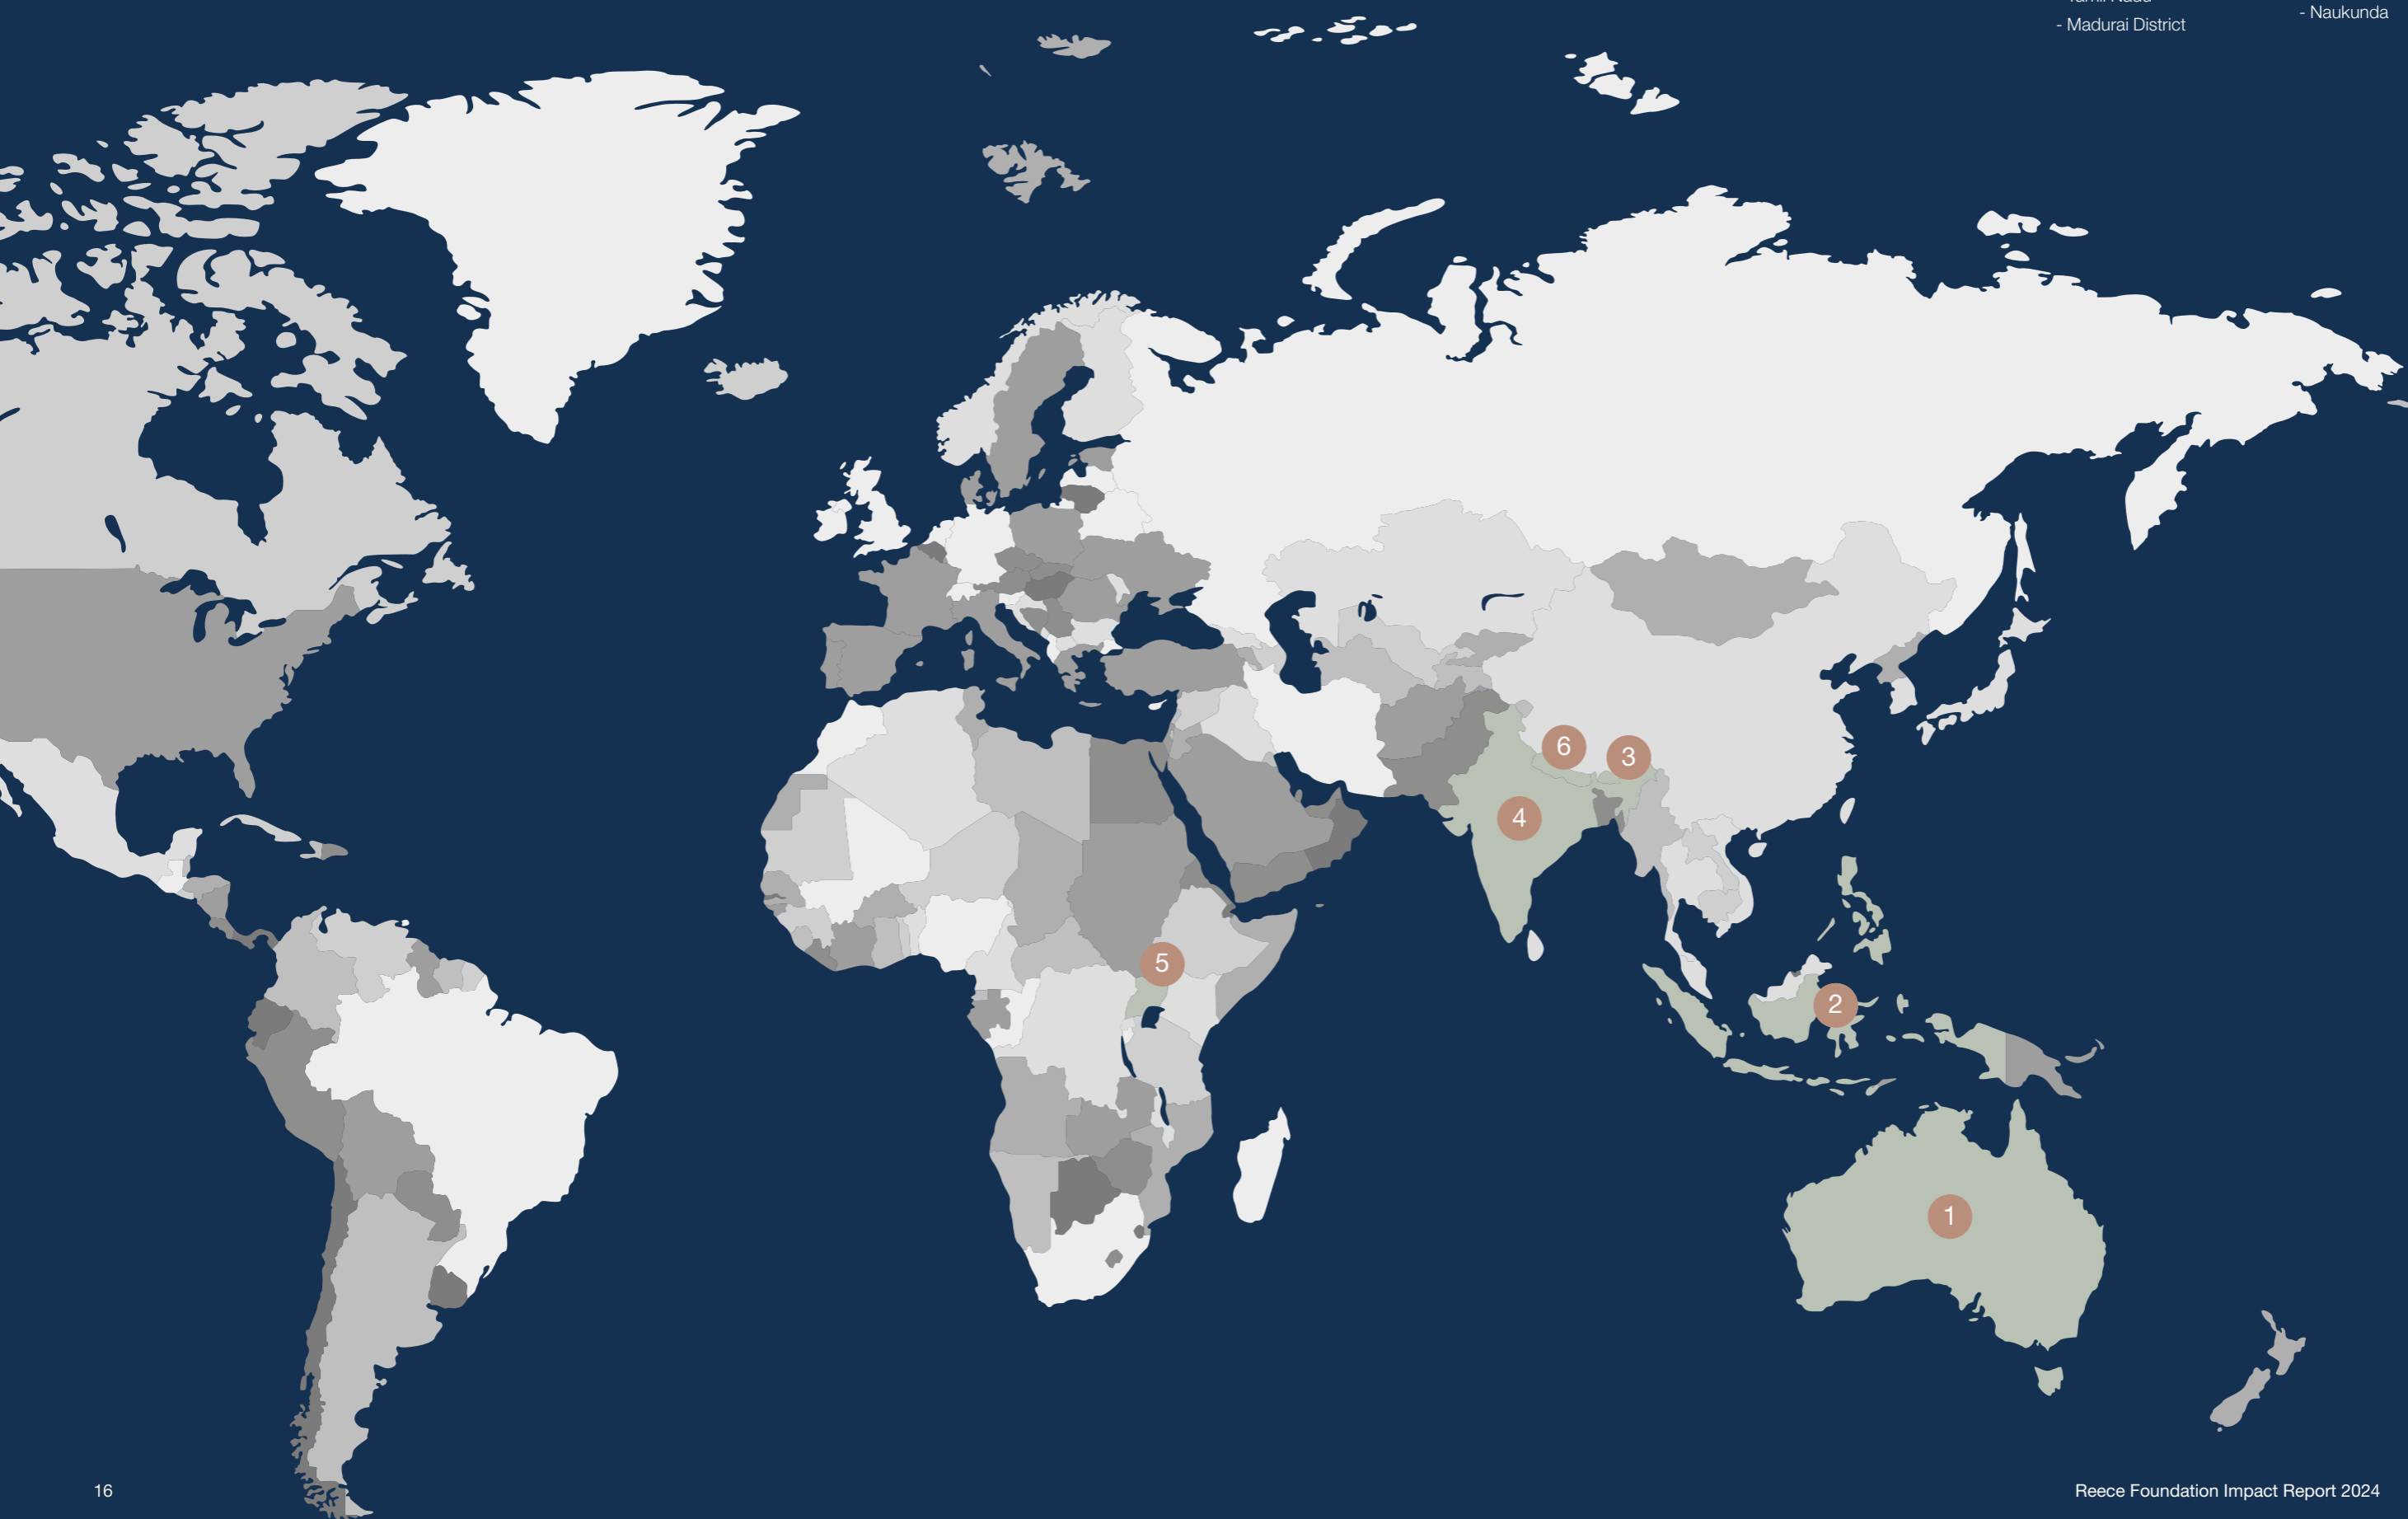 - Madurai District
- Naukunda
6
3
4
5
2
1
16
Reece Foundation Impact Report 2024